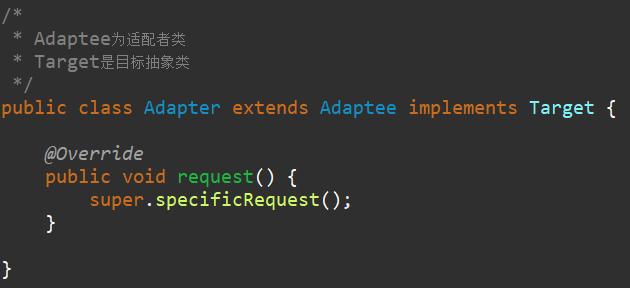 /*
 * Adaptee为适配者类
 * Target是目标抽象类
 */
public class Adapter extends Adaptee implements Target {
    @Override
    public void request() {
        super.specificRequest();
    }
}